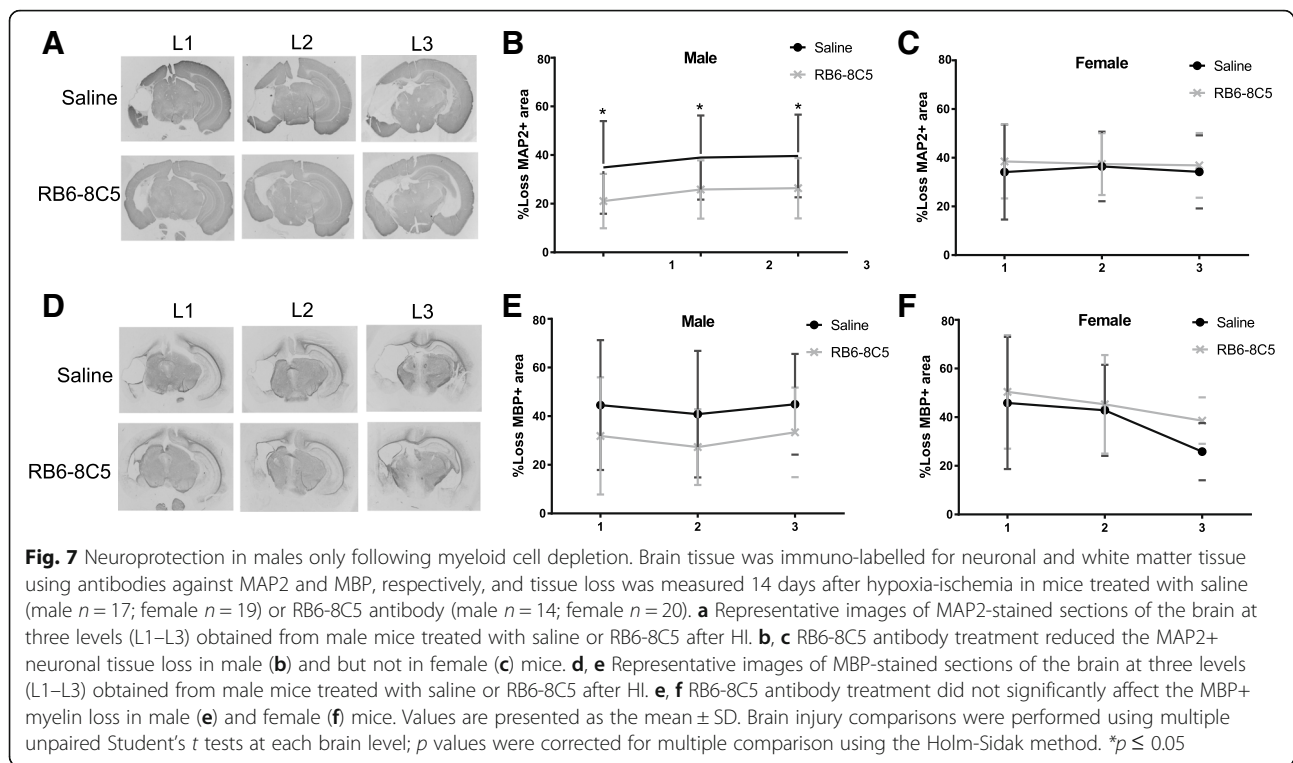 A
L1 L2 L3
Saline
RB6-8C5
B
Male
Saline
RB6-8C5
%Loss MAP2+ area
80
60
40
20
0
* * *
1 2 3
C
Female
Saline
RB6-8C5
%Loss MAP2+ area
80
60
40
20
0
1 2 3
D
L1 L2 L3
Saline
RB6-8C5
E
Male
Saline
RB6-8C5
%Loss MBP+ area
80
60
40
20
0
1 2 3
F
Female
Saline
RB6-8C5
%Loss MBP+ area
80
60
40
20
0
1 2 3
Fig. 7 Neuroprotection in males only following myeloid cell depletion. Brain tissue was immuno-labelled for neuronal and white matter tissue
using antibodies against MAP2 and MBP, respectively, and tissue loss was measured 14 days after hypoxia-ischemia in mice treated with saline
(male n = 17; female n = 19) or RB6-8C5 antibody (male n = 14; female n = 20). a Representative images of MAP2-stained sections of the brain at
three levels (L1–L3) obtained from male mice treated with saline or RB6-8C5 after HI. b, c RB6-8C5 antibody treatment reduced the MAP2+
neuronal tissue loss in male (b) and but not in female (c) mice. d, e Representative images of MBP-stained sections of the brain at three levels
(L1–L3) obtained from male mice treated with saline or RB6-8C5 after HI. e, f RB6-8C5 antibody treatment did not significantly affect the MBP+
myelin loss in male (e) and female (f) mice. Values are presented as the mean ± SD. Brain injury comparisons were performed using multiple
unpaired Student's t tests at each brain level; p values were corrected for multiple comparison using the Holm-Sidak method. *p ≤ 0.05